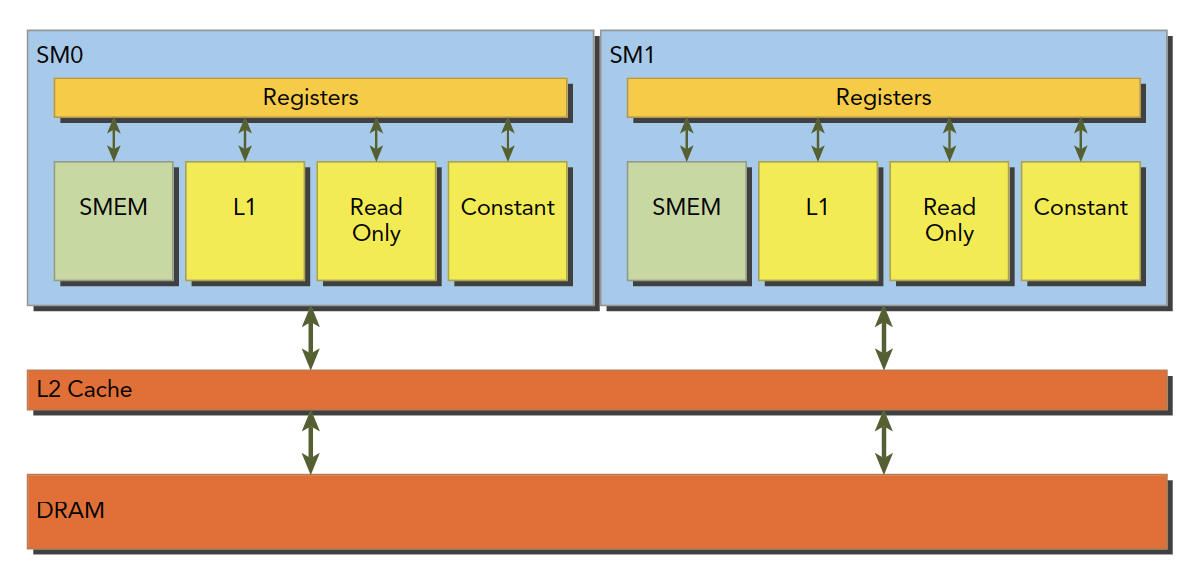 SM0
Registers
SMEM
L1
Read
Only
Constant
SM1
Registers
SMEM
L1
Read
Only
Constant
L2 Cache
DRAM